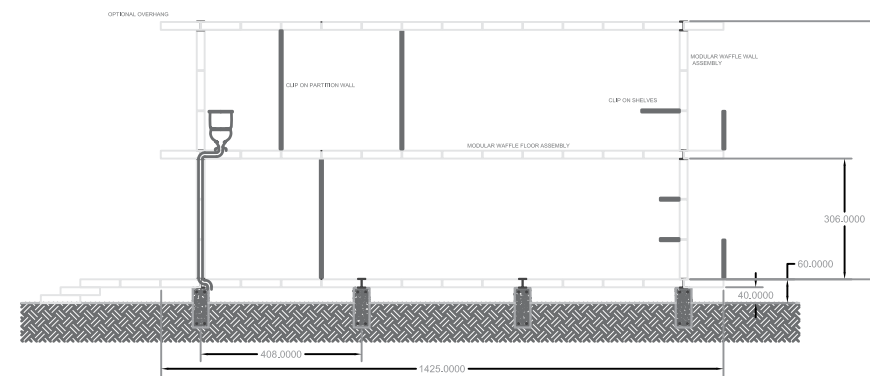 OPTIONAL OVERHANG
MODULAR WAFFLE WALL
ASSEMBLY
CLIP ON PARTITION WALL
CLIP ON SHELVES
MODULAR WAFFLE FLOOR ASSEMBLY
306.0000
60.0000
40.0000
408.0000
1425.0000